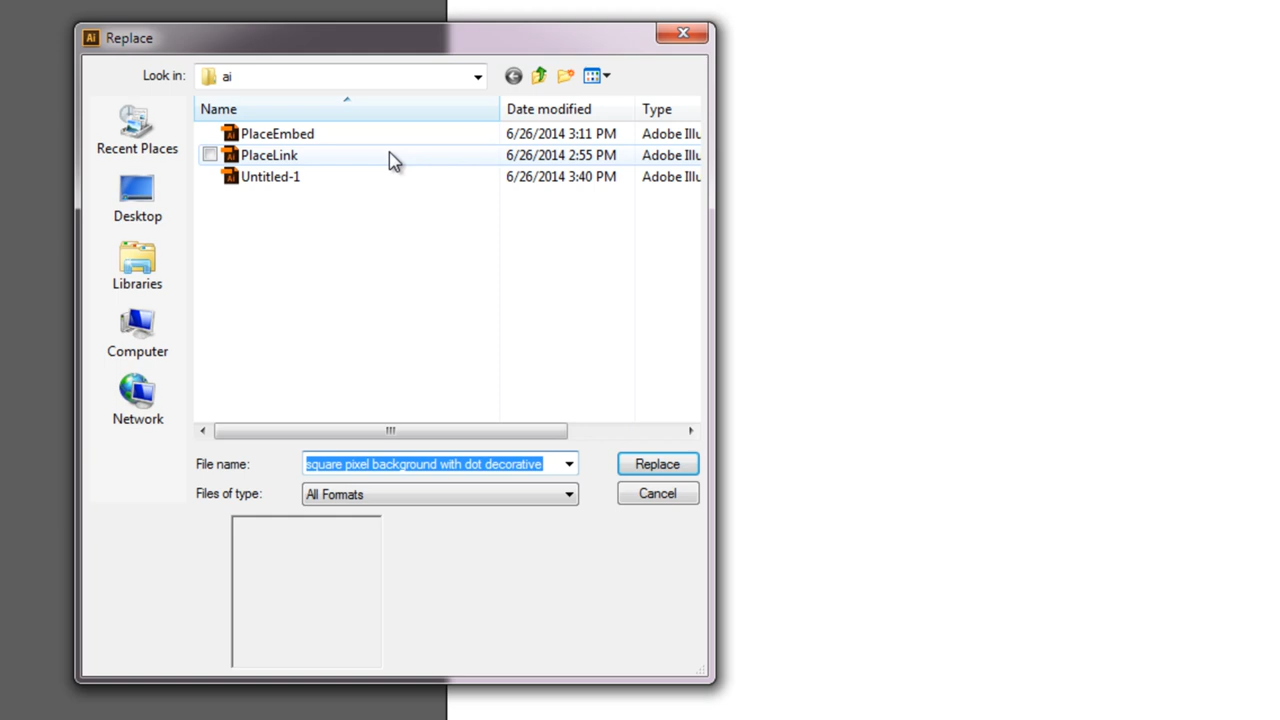 Ai Replace
Look in: ai
Name Date modified Type
Ai PlaceEmbed 6/26/2014 3:11 PM Adobe Illu
Ai PlaceLink 6/26/2014 2:55 PM Adobe Illu
Ai Untitled-1 6/26/2014 3:40 PM Adobe Illu
Recent Places
Desktop
Libraries
Computer
Network
File name: square pixel background with dot decorative Replace
Files of type: All Formats Cancel